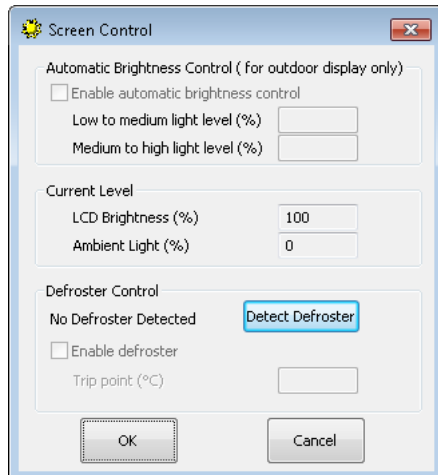 Screen Control
Automatic Brightness Control ( for outdoor display only)
Enable automatic brightness control
Low to medium light level (%)
Medium to high light level (%)
Current Level
LCD Brightness (%) 100
Ambient Light (%) 0
Defroster Control
No Defroster Detected Detect Defroster
Enable defroster
Trip point (°C)
OK Cancel